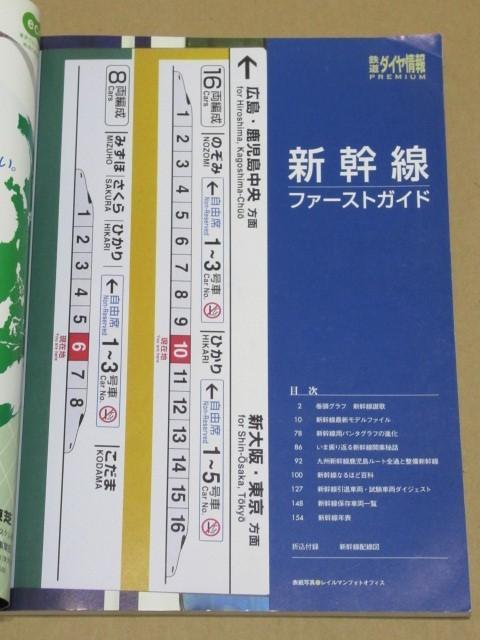 鉄道ダイヤ情報
PREMIUM
新幹線
ファーストガイド
目 次
2 巻頭グラフ 新幹線讃歌
10 新幹線最新モデルファイル
78 新幹線用パンタグラフの進化
86 いま振り返る新幹線開業秘話
92 九州新幹線鹿児島ルート全通と整備新幹線
100 新幹線なるほど百科
127 新幹線引退車両・試験車両ダイジェスト
148 新幹線保存車両一覧
154 新幹線年表
折込付録 新幹線配線図
表紙写真●レイルマンフォトオフィス
← 広島・鹿児島中央 方面
for Hiroshima, Kagoshima-Chūō
新大阪・東京 方面
for Shin-Ōsaka, Tōkyō
16両編成
Cars
のぞみ
NOZOMI
←自由席
Non-Reserved
1~3号車
Car No.
ひかり
HIKARI
←自由席
Non-Reserved
1~5号車
Car No.
1 2 3 4 5 6 7 8 9 10 11 12 13 14 15 16
現在地
You are here
8両編成
Cars
みずほ
MIZUHO
さくら
SAKURA
ひかり
HIKARI
←自由席
Non-Reserved
1~3号車
Car No.
こだま
KODAMA
1 2 3 4 5 6 7 8
現在地
You are here